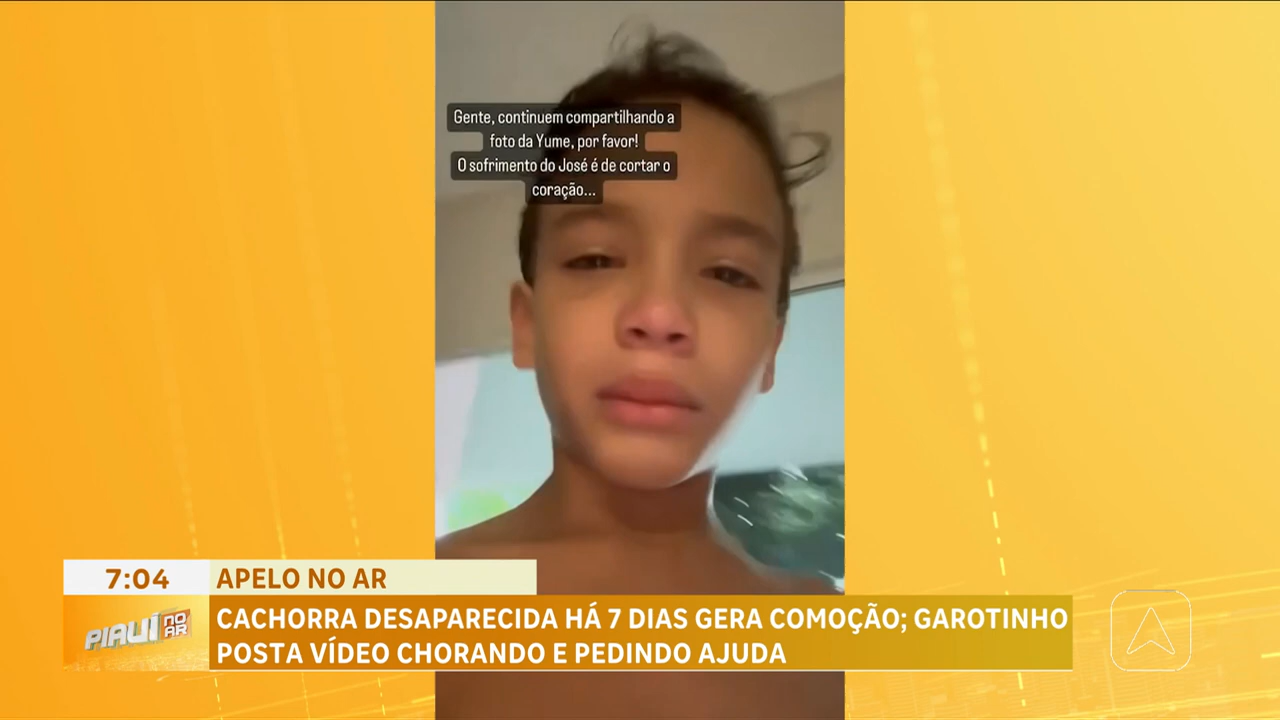 Gente, continuem compartilhando a
foto da Yume, por favor!
O sofrimento do José é de cortar o
coração...
7:04
APELO NO AR
PIAUÍ NO AR
CACHORRA DESAPARECIDA HÁ 7 DIAS GERA COMOÇÃO; GAROTINHO
POSTA VÍDEO CHORANDO E PEDINDO AJUDA